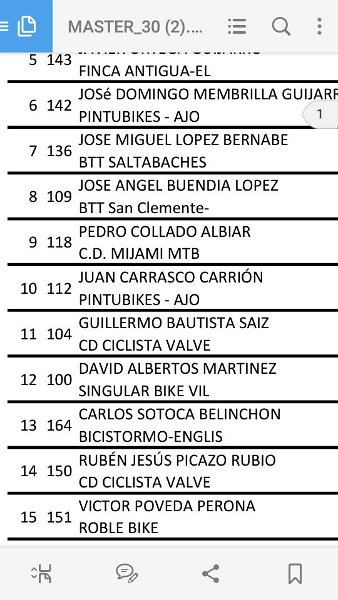 MASTER_30 (2)....
5 143
FINCA ANTIGUA-EL
6 142 JOSé DOMINGO MEMBRILLA GUIJARR
PINTUBIKES - AJO
1
7 136 JOSE MIGUEL LOPEZ BERNABE
BTT SALTABACHES
8 109 JOSE ANGEL BUENDIA LOPEZ
BTT San Clemente-
9 118 PEDRO COLLADO ALBIAR
C.D. MIJAMI MTB
10 112 JUAN CARRASCO CARRIÓN
PINTUBIKES - AJO
11 104 GUILLERMO BAUTISTA SAIZ
CD CICLISTA VALVE
12 100 DAVID ALBERTOS MARTINEZ
SINGULAR BIKE VIL
13 164 CARLOS SOTOCA BELINCHON
BICISTORMO-ENGLIS
14 150 RUBÉN JESÚS PICAZO RUBIO
CD CICLISTA VALVE
15 151 VICTOR POVEDA PERONA
ROBLE BIKE